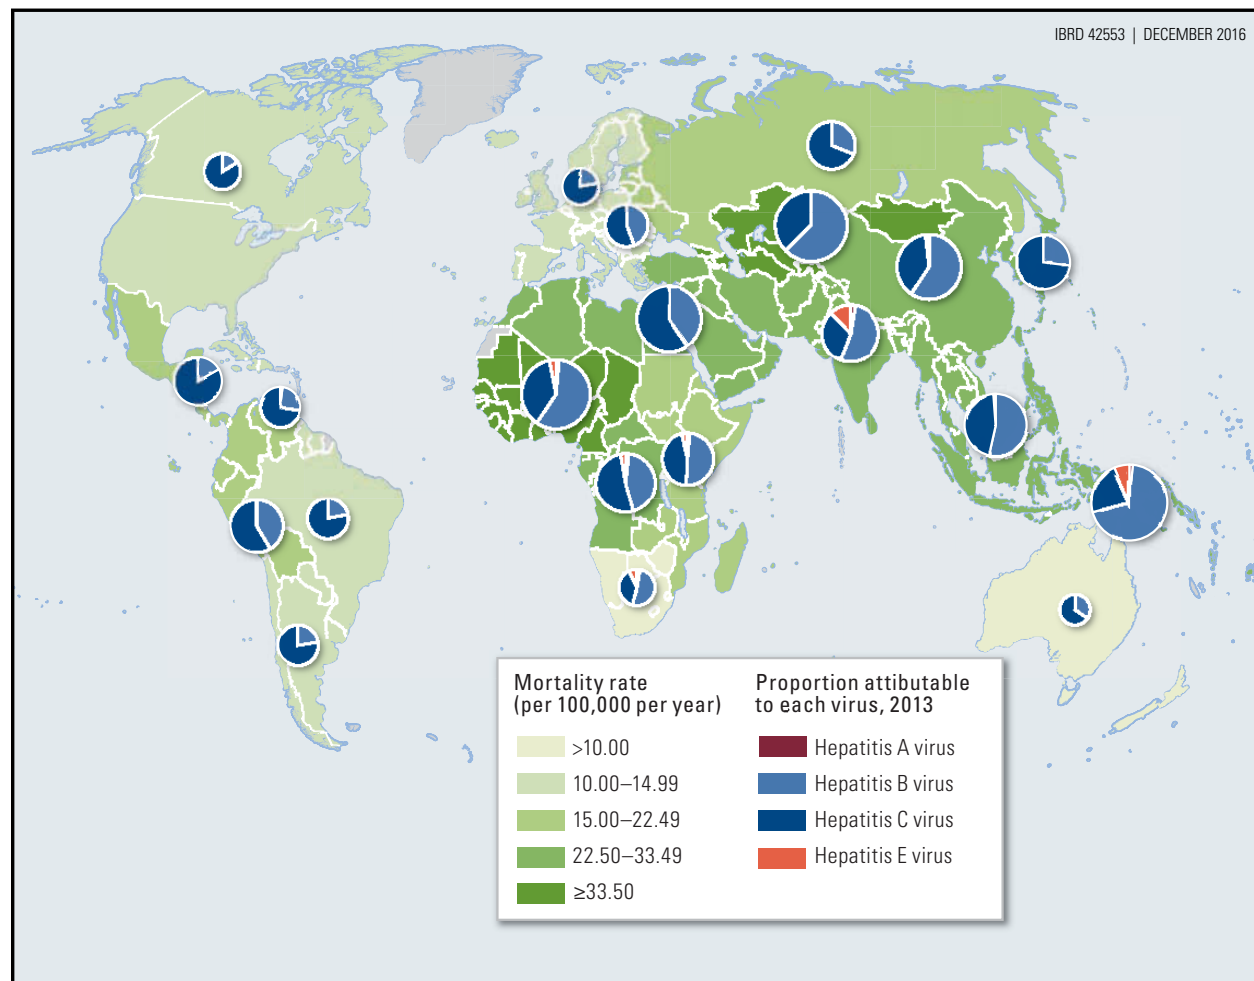 IBRD 42553 | DECEMBER 2016
Mortality rate
(per 100,000 per year)
>10.00
10.00–14.99
15.00–22.49
22.50–33.49
≥33.50
Proportion attibutable
to each virus, 2013
Hepatitis A virus
Hepatitis B virus
Hepatitis C virus
Hepatitis E virus